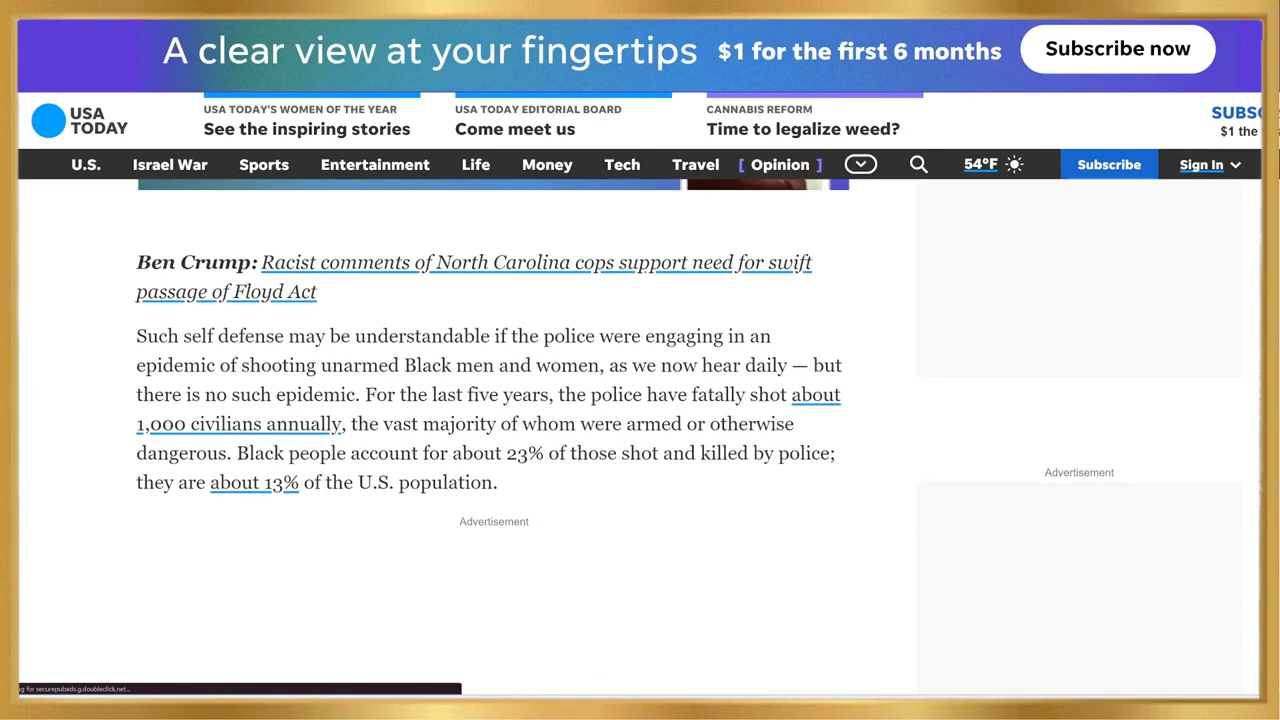 A clear view at your fingertips $1 for the first 6 months Subscribe now
USA TODAY
USA TODAY'S WOMEN OF THE YEAR
See the inspiring stories
USA TODAY EDITORIAL BOARD
Come meet us
CANNABIS REFORM
Time to legalize weed?
SUBSC
$1 the
U.S. Israel War Sports Entertainment Life Money Tech Travel [ Opinion ] 54°F Subscribe Sign In
Ben Crump: Racist comments of North Carolina cops support need for swift
passage of Floyd Act
Such self defense may be understandable if the police were engaging in an
epidemic of shooting unarmed Black men and women, as we now hear daily — but
there is no such epidemic. For the last five years, the police have fatally shot about
1,000 civilians annually, the vast majority of whom were armed or otherwise
dangerous. Black people account for about 23% of those shot and killed by police;
they are about 13% of the U.S. population.
Advertisement
Advertisement
g for securepubads.g.doubleclick.net...